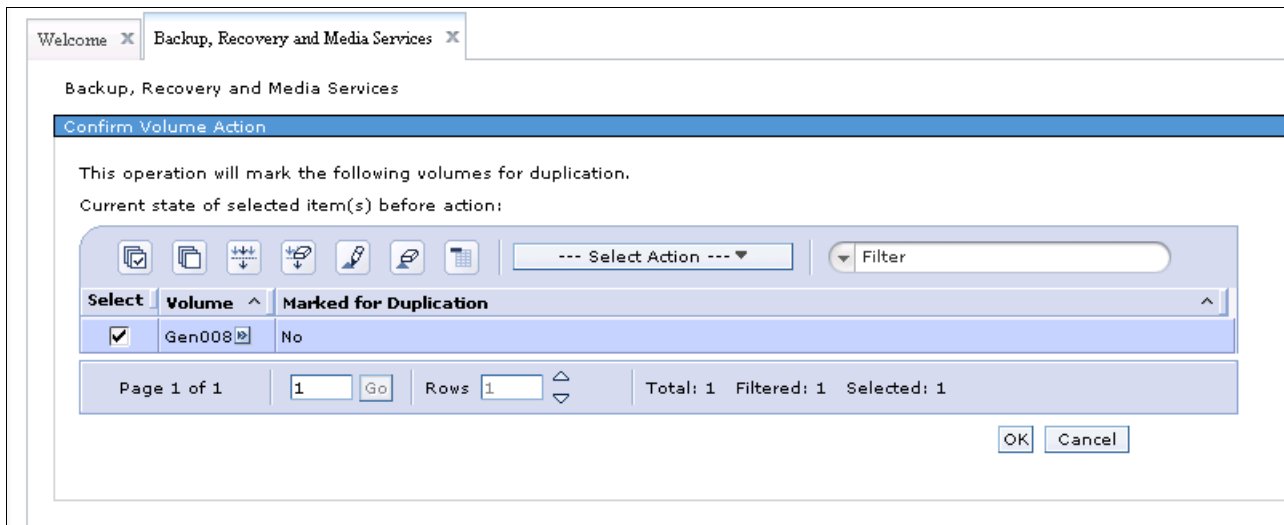 Welcome X Backup, Recovery and Media Services X
Backup, Recovery and Media Services
Confirm Volume Action
This operation will mark the following volumes for duplication.
Current state of selected item(s) before action:
--- Select Action --- Filter
Select Volume ^ Marked for Duplication ^
Gen008 No
Page 1 of 1 1 Go Rows 1 Total: 1 Filtered: 1 Selected: 1
OK Cancel